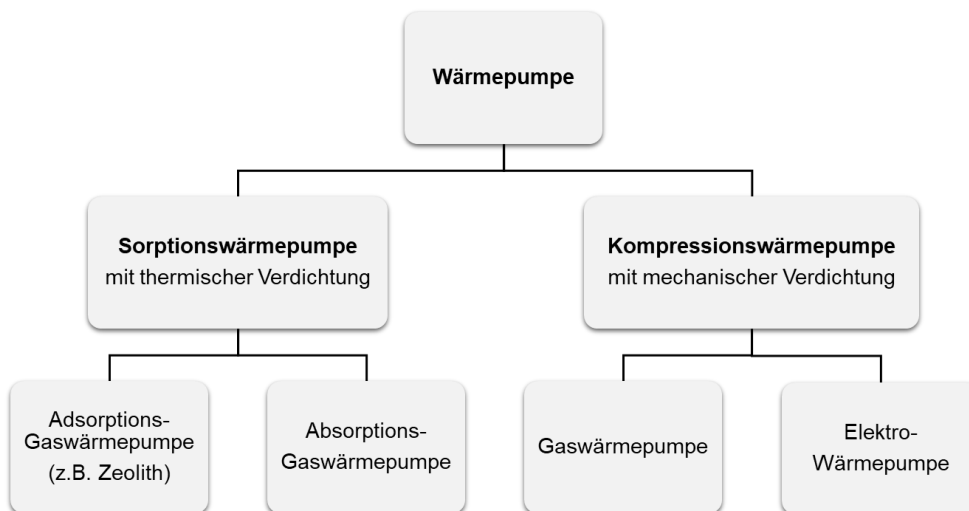 Wärmepumpe
Sorptionswärmepumpe
mit thermischer Verdichtung
Kompressionswärmepumpe
mit mechanischer Verdichtung
Adsorptions-
Gaswärmepumpe
(z.B. Zeolith)
Absorptions-
Gaswärmepumpe
Gaswärmepumpe
Elektro-
Wärmepumpe